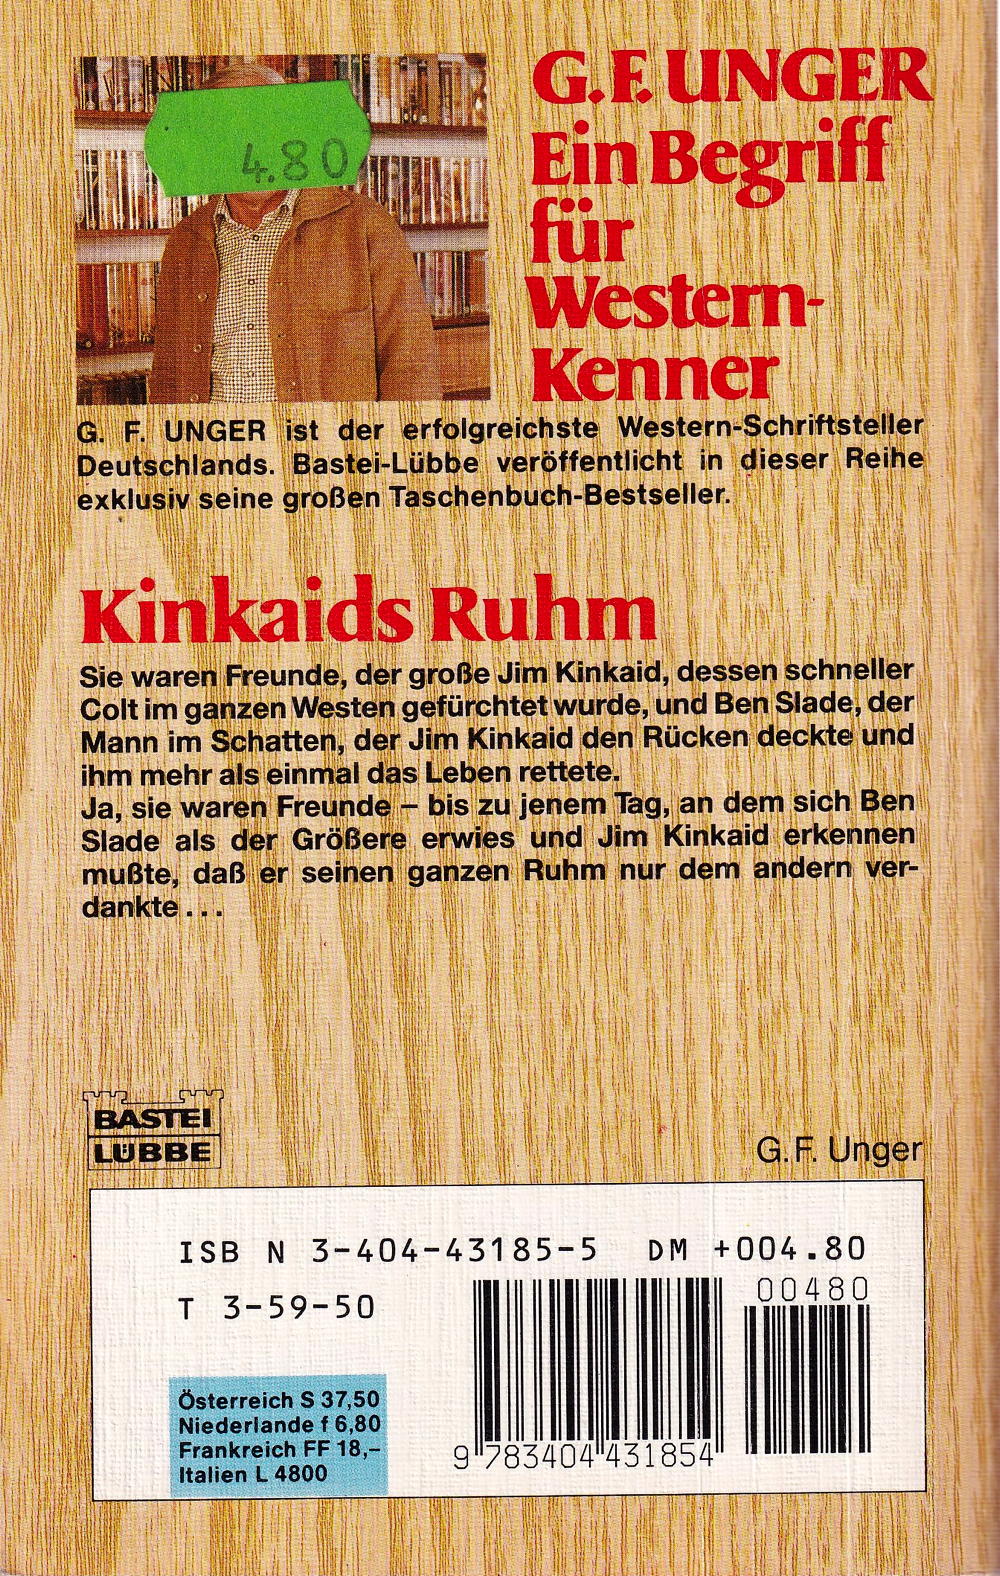 4.80
G.F. UNGER
Ein Begriff
für
Western-
Kenner
G. F. UNGER ist der erfolgreichste Western-Schriftsteller
Deutschlands. Bastei-Lübbe veröffentlicht in dieser Reihe
exklusiv seine großen Taschenbuch-Bestseller.
Kinkaids Ruhm
Sie waren Freunde, der große Jim Kinkaid, dessen schneller
Colt im ganzen Westen gefürchtet wurde, und Ben Slade, der
Mann im Schatten, der Jim Kinkaid den Rücken deckte und
ihm mehr als einmal das Leben rettete.
Ja, sie waren Freunde – bis zu jenem Tag, an dem sich Ben
Slade als der Größere erwies und Jim Kinkaid erkennen
mußte, daß er seinen ganzen Ruhm nur dem andern ver-
dankte ...
BASTEI
LÜBBE
G.F. Unger
ISB N 3-404-43185-5 DM +004.80
00480
T 3-59-50
Österreich S 37,50
Niederlande f 6,80
Frankreich FF 18,–
Italien L 4800
9 783404 431854